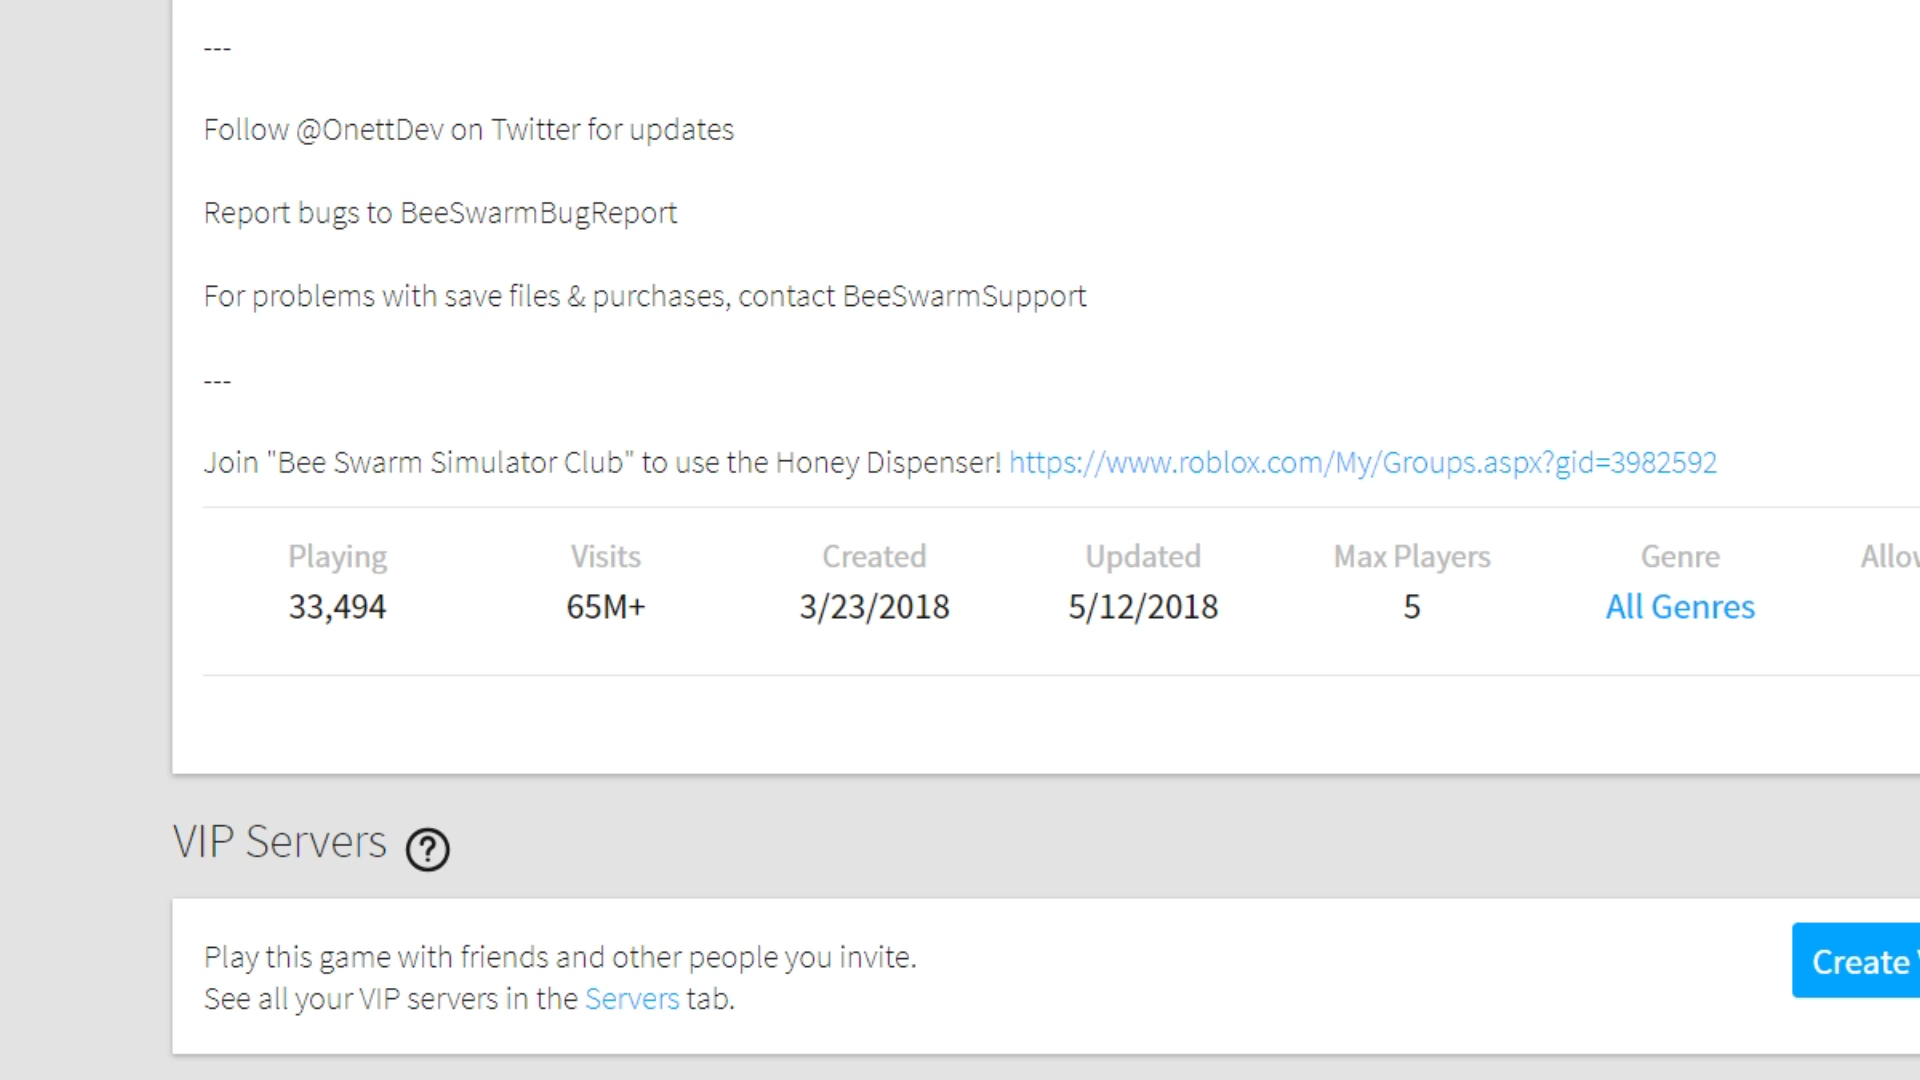 ---
Follow @OnettDev on Twitter for updates
Report bugs to BeeSwarmBugReport
For problems with save files & purchases, contact BeeSwarmSupport
---
Join "Bee Swarm Simulator Club" to use the Honey Dispenser! https://www.roblox.com/My/Groups.aspx?gid=3982592
Playing Visits Created Updated Max Players Genre
33,494 65M+ 3/23/2018 5/12/2018 5 All Genres
VIP Servers ?
Play this game with friends and other people you invite.
Create
See all your VIP servers in the Servers tab.